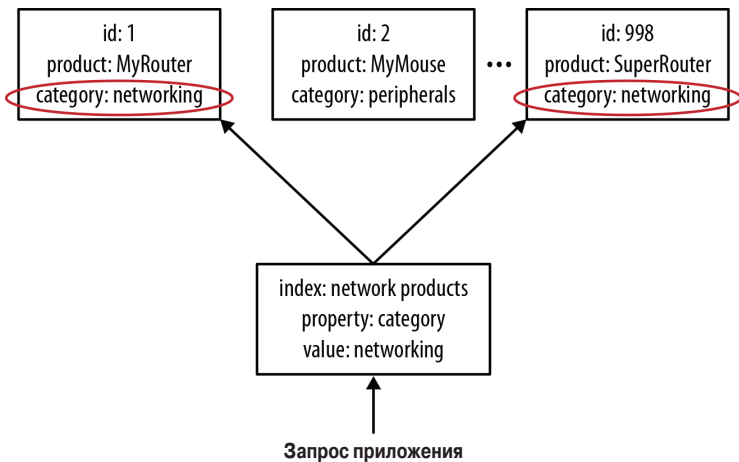 id: 1
product: MyRouter
category: networking
id: 2
product: MyMouse
category: peripherals
...
id: 998
product: SuperRouter
category: networking
index: network products
property: category
value: networking
Запрос приложения